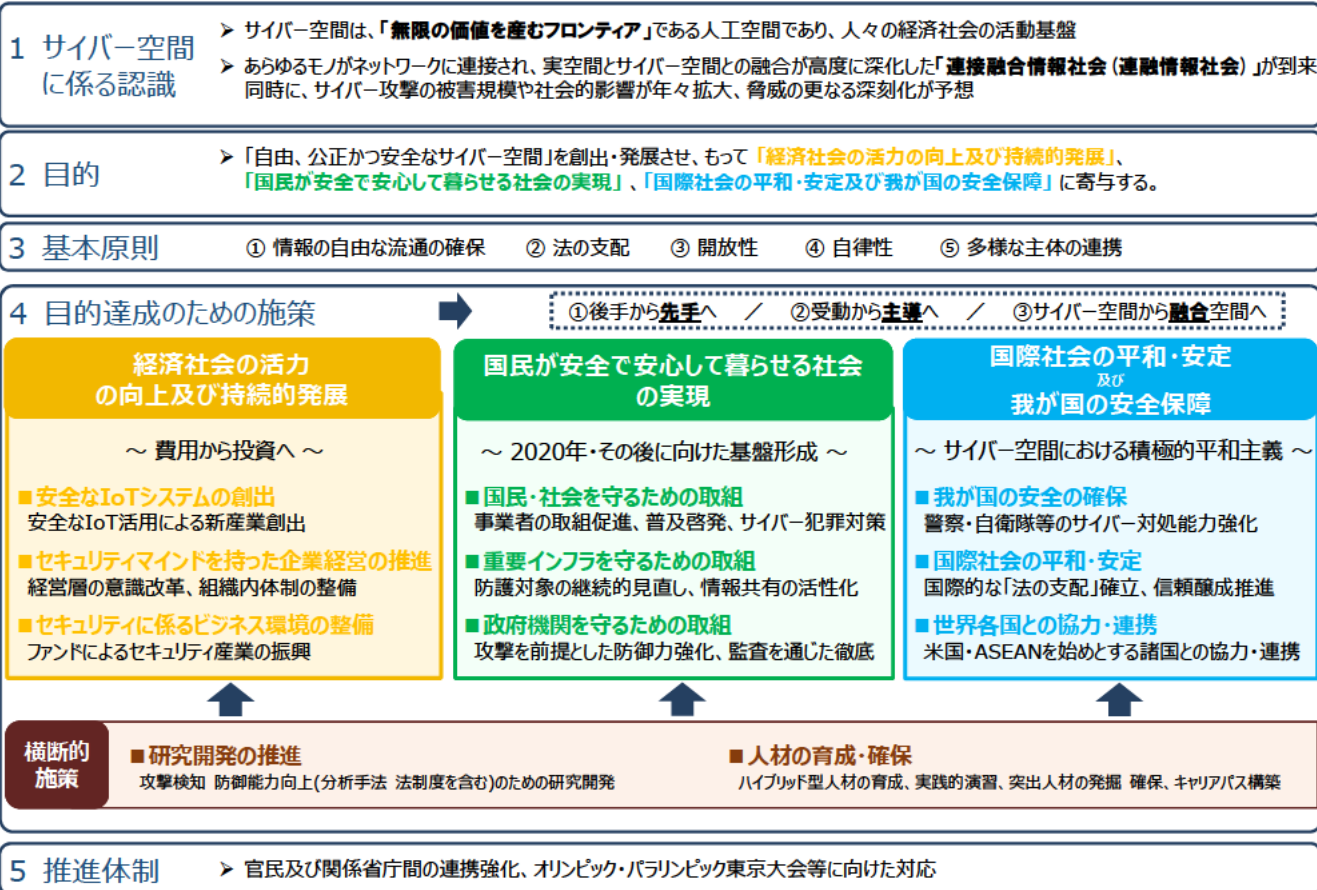 1 サイバー空間に係る認識
➢ サイバー空間は、「無限の価値を産むフロンティア」である人工空間であり、人々の経済社会の活動基盤
➢ あらゆるモノがネットワークに連接され、実空間とサイバー空間との融合が高度に深化した「連接融合情報社会(連融情報社会)」が到来
同時に、サイバー攻撃の被害規模や社会的影響が年々拡大、脅威の更なる深刻化が予想
2 目的
➢ 「自由、公正かつ安全なサイバー空間」を創出・発展させ、もって「経済社会の活力の向上及び持続的発展」、
「国民が安全で安心して暮らせる社会の実現」、「国際社会の平和・安定及び我が国の安全保障」に寄与する。
3 基本原則
① 情報の自由な流通の確保 ② 法の支配 ③ 開放性 ④ 自律性 ⑤ 多様な主体の連携
4 目的達成のための施策
①後手から先手へ / ②受動から主導へ / ③サイバー空間から融合空間へ
経済社会の活力
の向上及び持続的発展
~ 費用から投資へ ~
■安全なIoTシステムの創出
安全なIoT活用による新産業創出
■セキュリティマインドを持った企業経営の推進
経営層の意識改革、組織内体制の整備
■セキュリティに係るビジネス環境の整備
ファンドによるセキュリティ産業の振興
国民が安全で安心して暮らせる社会
の実現
~ 2020年・その後に向けた基盤形成 ~
■国民・社会を守るための取組
事業者の取組促進、普及啓発、サイバー犯罪対策
■重要インフラを守るための取組
防護対象の継続的見直し、情報共有の活性化
■政府機関を守るための取組
攻撃を前提とした防御力強化、監査を通じた徹底
国際社会の平和・安定
及び
我が国の安全保障
~ サイバー空間における積極的平和主義 ~
■我が国の安全の確保
警察・自衛隊等のサイバー対処能力強化
■国際社会の平和・安定
国際的な「法の支配」確立、信頼醸成推進
■世界各国との協力・連携
米国・ASEANを始めとする諸国との協力・連携
横断的
施策
■研究開発の推進
攻撃検知 防御能力向上(分析手法 法制度を含む)のための研究開発
■人材の育成・確保
ハイブリッド型人材の育成、実践的演習、突出人材の発掘 確保、キャリアパス構築
5 推進体制
➢ 官民及び関係省庁間の連携強化、オリンピック・パラリンピック東京大会等に向けた対応